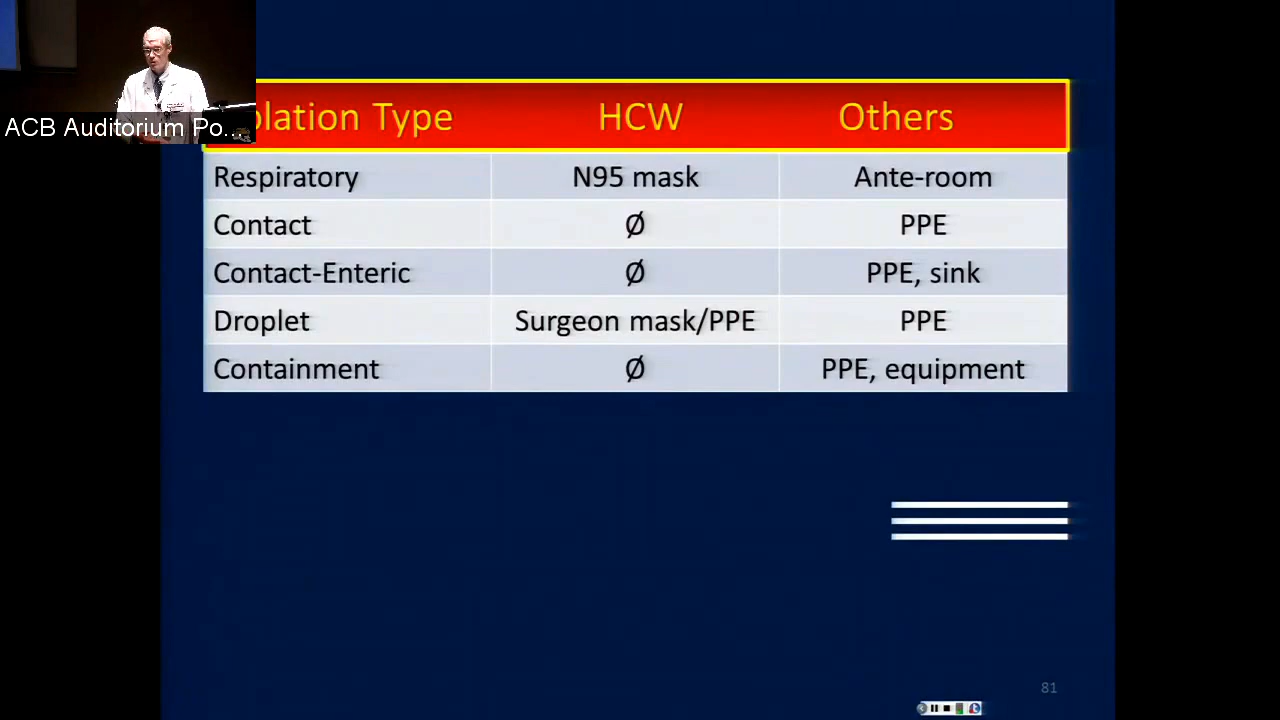 ACB Auditorium Po...
olation Type HCW Others
Respiratory N95 mask Ante-room
Contact Ø PPE
Contact-Enteric Ø PPE, sink
Droplet Surgeon mask/PPE PPE
Containment Ø PPE, equipment
81